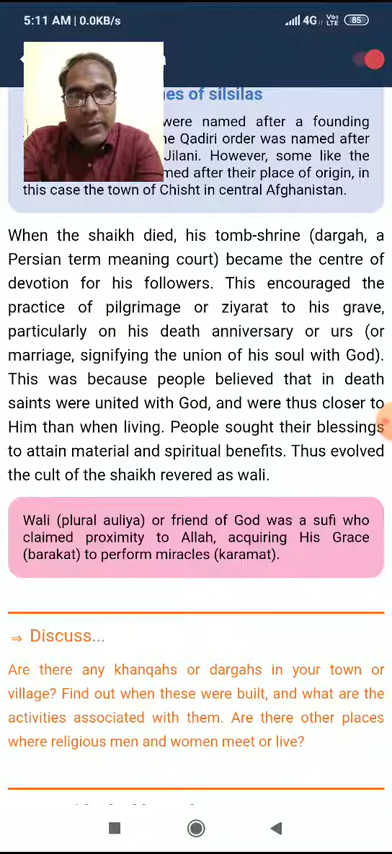 5:11 AM | 0.0KB/s
4G
Vo
LTE
85
es of silsilas
were named after a founding
e Qadiri order was named after
Jilani. However, some like the
med after their place of origin, in
this case the town of Chisht in central Afghanistan.
When the shaikh died, his tomb-shrine (dargah, a
Persian term meaning court) became the centre of
devotion for his followers. This encouraged the
practice of pilgrimage or ziyarat to his grave,
particularly on his death anniversary or urs (or
marriage, signifying the union of his soul with God).
This was because people believed that in death
saints were united with God, and were thus closer to
Him than when living. People sought their blessings
to attain material and spiritual benefits. Thus evolved
the cult of the shaikh revered as wali.
Wali (plural auliya) or friend of God was a sufi who
claimed proximity to Allah, acquiring His Grace
(barakat) to perform miracles (karamat).
⇒ Discuss...
Are there any khanqahs or dargahs in your town or
village? Find out when these were built, and what are the
activities associated with them. Are there other places
where religious men and women meet or live?